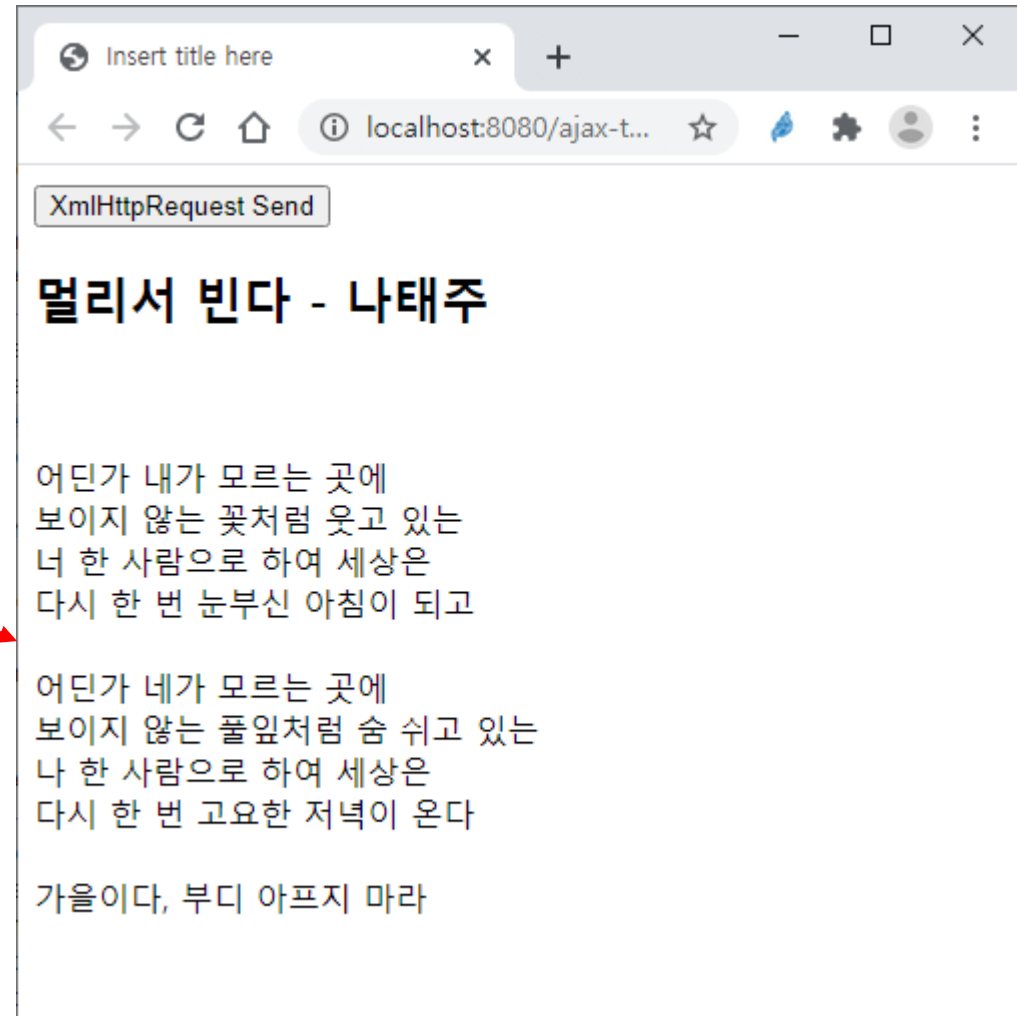 Insert title here
localhost:8080/ajax-t...
XmlHttpRequest Send
멀리서 빈다 - 나태주
어딘가 내가 모르는 곳에
보이지 않는 꽃처럼 웃고 있는
너 한 사람으로 하여 세상은
다시 한 번 눈부신 아침이 되고
어딘가 네가 모르는 곳에
보이지 않는 풀잎처럼 숨 쉬고 있는
나 한 사람으로 하여 세상은
다시 한 번 고요한 저녁이 온다
가을이다, 부디 아프지 마라